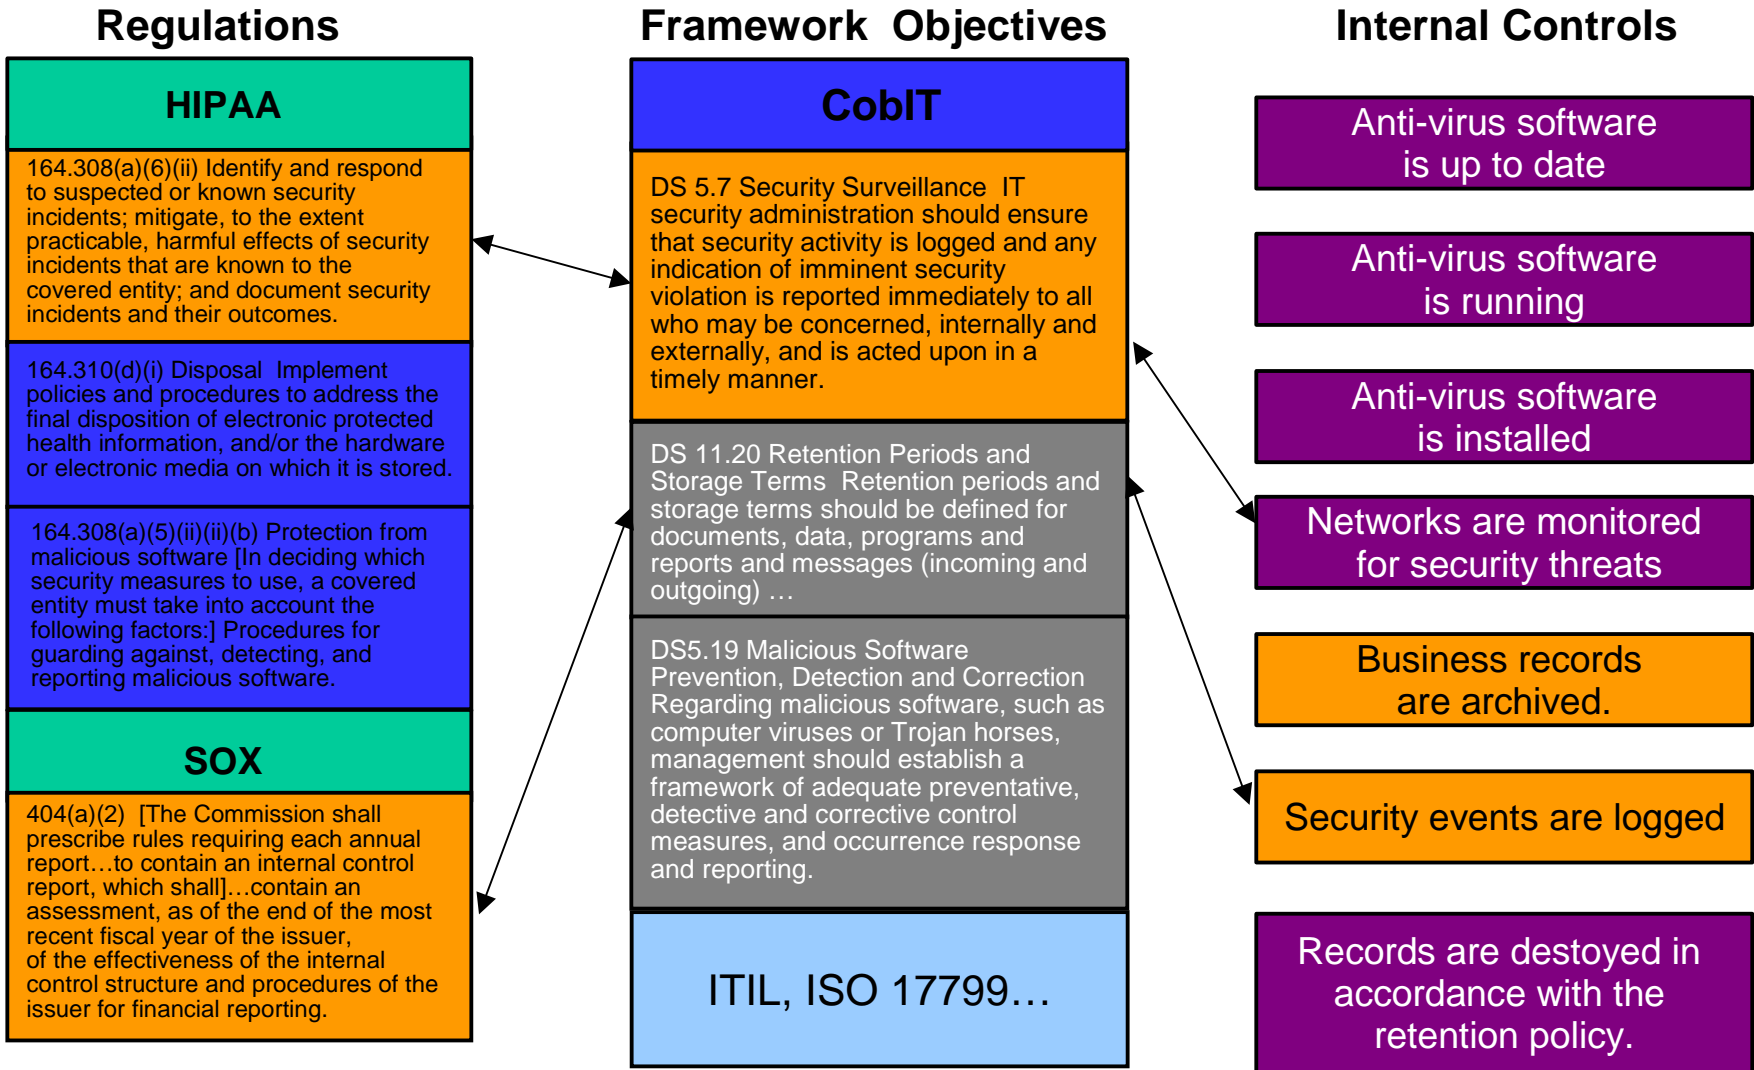 Regulations
HIPAA
164.308(a)(6)(ii) Identify and respond
to suspected or known security
incidents; mitigate, to the extent
practicable, harmful effects of security
incidents that are known to the
covered entity; and document security
incidents and their outcomes.
164.310(d)(i) Disposal  Implement
policies and procedures to address the
final disposition of electronic protected
health information, and/or the hardware
or electronic media on which it is stored.
164.308(a)(5)(ii)(ii)(b) Protection from
malicious software [In deciding which
security measures to use, a covered
entity must take into account the
following factors:] Procedures for
guarding against, detecting, and
reporting malicious software.
SOX
404(a)(2)  [The Commission shall
prescribe rules requiring each annual
report…to contain an internal control
report, which shall]…contain an
assessment, as of the end of the most
recent fiscal year of the issuer,
of the effectiveness of the internal
control structure and procedures of the
issuer for financial reporting.
Framework  Objectives
CobIT
DS 5.7 Security Surveillance  IT
security administration should ensure
that security activity is logged and any
indication of imminent security
violation is reported immediately to all
who may be concerned, internally and
externally, and is acted upon in a
timely manner.
DS 11.20 Retention Periods and
Storage Terms  Retention periods and
storage terms should be defined for
documents, data, programs and
reports and messages (incoming and
outgoing) …
DS5.19 Malicious Software
Prevention, Detection and Correction
Regarding malicious software, such as
computer viruses or Trojan horses,
management should establish a
framework of adequate preventative,
detective and corrective control
measures, and occurrence response
and reporting.
ITIL, ISO 17799…
Internal Controls
Anti-virus software
is up to date
Anti-virus software
is running
Anti-virus software
is installed
Networks are monitored
for security threats
Business records
are archived.
Security events are logged
Records are destoyed in
accordance with the
retention policy.